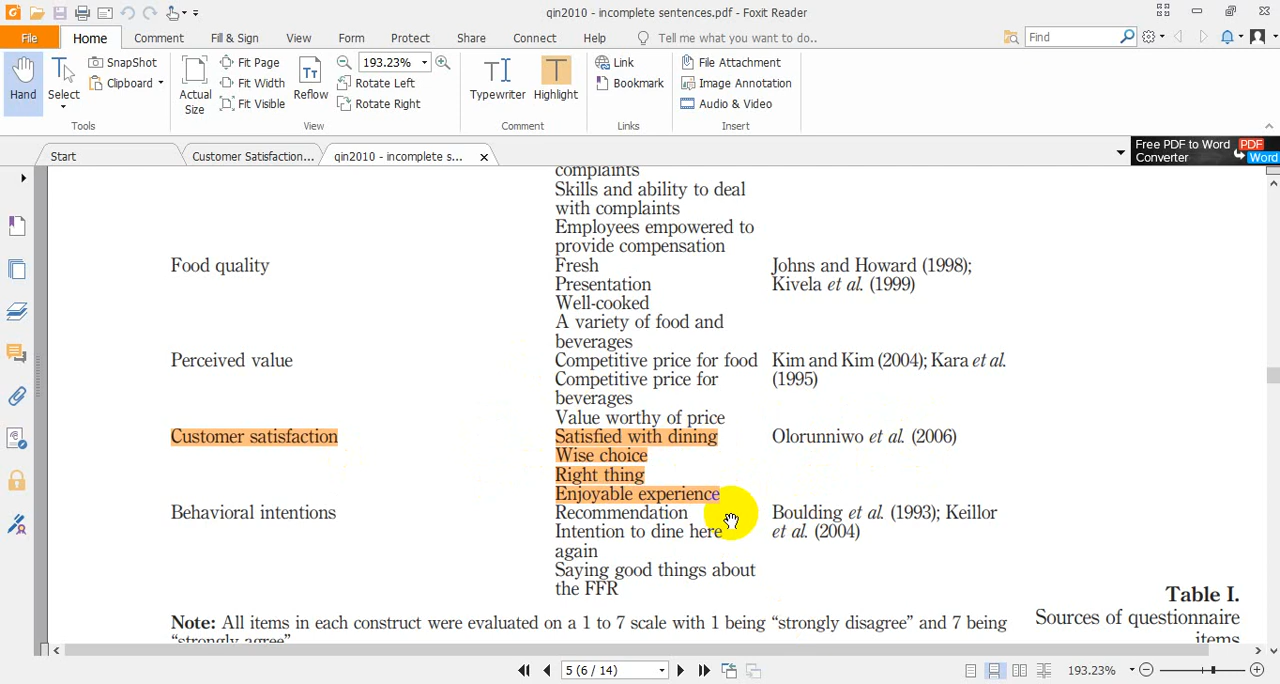 qin2010 - incomplete sentences.pdf - Foxit Reader
File Home Comment Fill & Sign View Form Protect Share Connect Help Tell me what you want to do.. Find
Hand
Select
SnapShot
Clipboard
Tools
Actual Size
Fit Page
Fit Width
Fit Visible
Reflow
193.23%
Rotate Left
Rotate Right
View
Typewriter
Highlight
Comment
Link
Bookmark
Links
File Attachment
Image Annotation
Audio & Video
Insert
Start
Customer Satisfaction...
qin2010 - incomplete s...
Free PDF to Word Converter
PDF
Word
complaints
Skills and ability to deal
with complaints
Employees empowered to
provide compensation
Food quality Fresh Johns and Howard (1998);
Presentation Kivela et al. (1999)
Well-cooked
A variety of food and
beverages
Perceived value Competitive price for food Kim and Kim (2004); Kara et al.
Competitive price for (1995)
beverages
Value worthy of price
Customer satisfaction Satisfied with dining Olorunniwo et al. (2006)
Wise choice
Right thing
Enjoyable experience
Behavioral intentions Recommendation Boulding et al. (1993); Keillor
Intention to dine here et al. (2004)
again
Saying good things about
the FFR
Table I.
Sources of questionnaire
items
Note: All items in each construct were evaluated on a 1 to 7 scale with 1 being “strongly disagree” and 7 being
“strongly agree”
5 (6 / 14)
193.23%